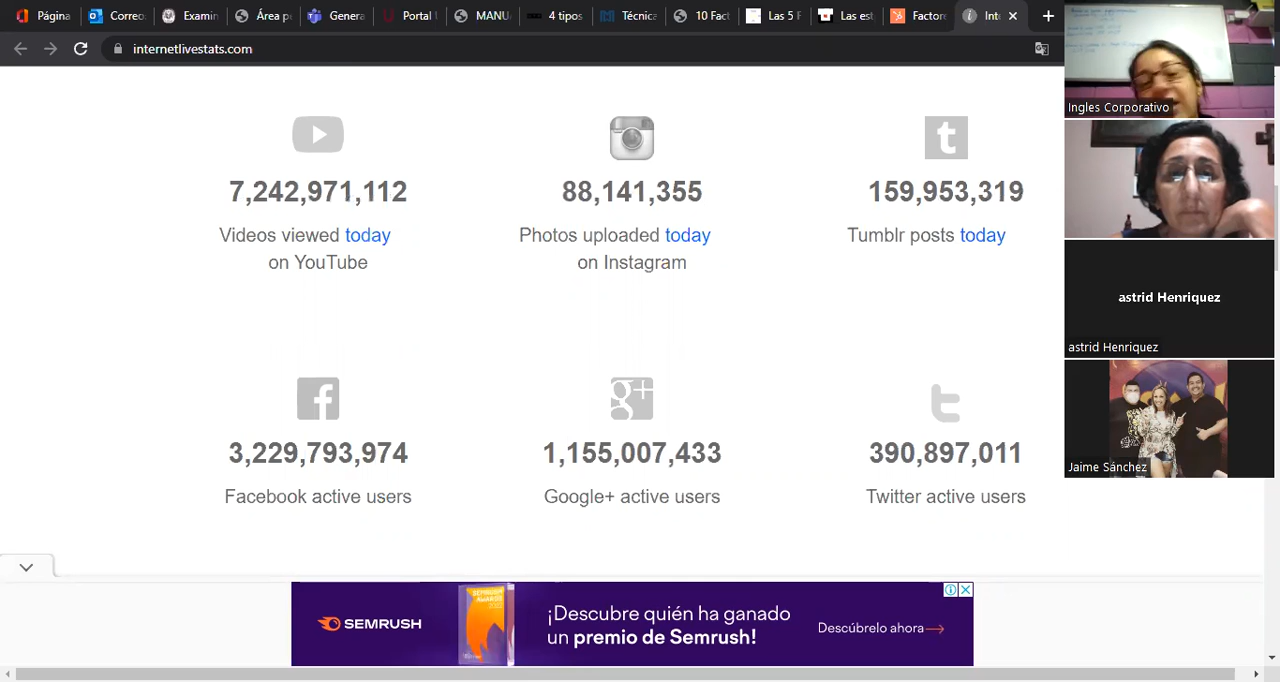 Página
Correo
Examin
Área p
Genera
Portal
MANU
4 tipos
Técnica
10 Fact
Las 5 F
Las est
Factore
Inte
internetlivestats.com
7,242,971,112
88,141,355
159,953,319
Videos viewed today
on YouTube
Photos uploaded today
on Instagram
Tumblr posts today
3,229,793,974
1,155,007,433
390,897,011
Facebook active users
Google+ active users
Twitter active users
SEMRUSH
¡Descubre quién ha ganado
un premio de Semrush!
Descúbrelo ahora
Ingles Corporativo
astrid Henriquez
astrid Henriquez
Jaime Sánchez